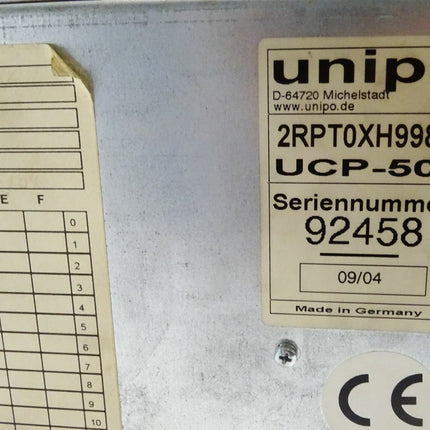 E F
0
1
2
3
4
5
6
7
8
9
10
unip
D-64720 Michelstadt
www.unipo.de
2RPT0XH998
UCP-50
Seriennumme
92458
09/04
Made in Germany
CE